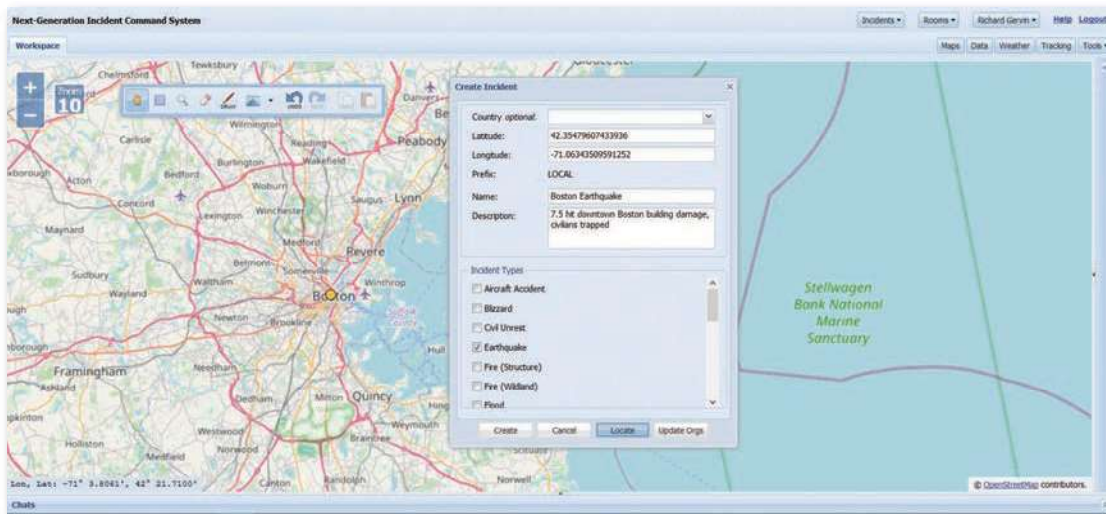 Next-Generation Incident Command System
Incidents
Rooms
Richard Gervin
Help
Logout
Workspace
Maps
Data
Weather
Tracking
Tools
+
Zoom
10
−
Chelmsford
Tewksbury
Gloucester
Danvers
Carlisle
Wilmington
Peabody
Reading
Burlington
Wakefield
Acton
Bedford
Woburn
Concord
Saugus
Lynn
Lexington
Winchester
Maynard
Medford
Revere
Belmont
Somerville
Sudbury
Waltham
Winthrop
Wayland
Boston
Newton
Brookline
Hull
Framingham
Needham
Ashland
Dedham
Milton
Quincy
Weymouth
Westwood
Holliston
Braintree
Medfield
Norwood
Scituate
Canton
Randolph
Norwell
Create Incident
Country optional:
Latitude: 42.35479607433936
Longitude: -71.06343509591252
Prefix: LOCAL
Name: Boston Earthquake
Description: 7.5 hit downtown Boston building damage,
civilians trapped
Incident Types
Aircraft Accident
Blizzard
Civil Unrest
Earthquake
Fire (Structure)
Fire (Wildland)
Flood
Create
Cancel
Locate
Update Orgs
Stellwagen
Bank National
Marine
Sanctuary
Lon, Lat: -71° 3.8061', 42° 21.7100'
© OpenStreetMap contributors.
Chats